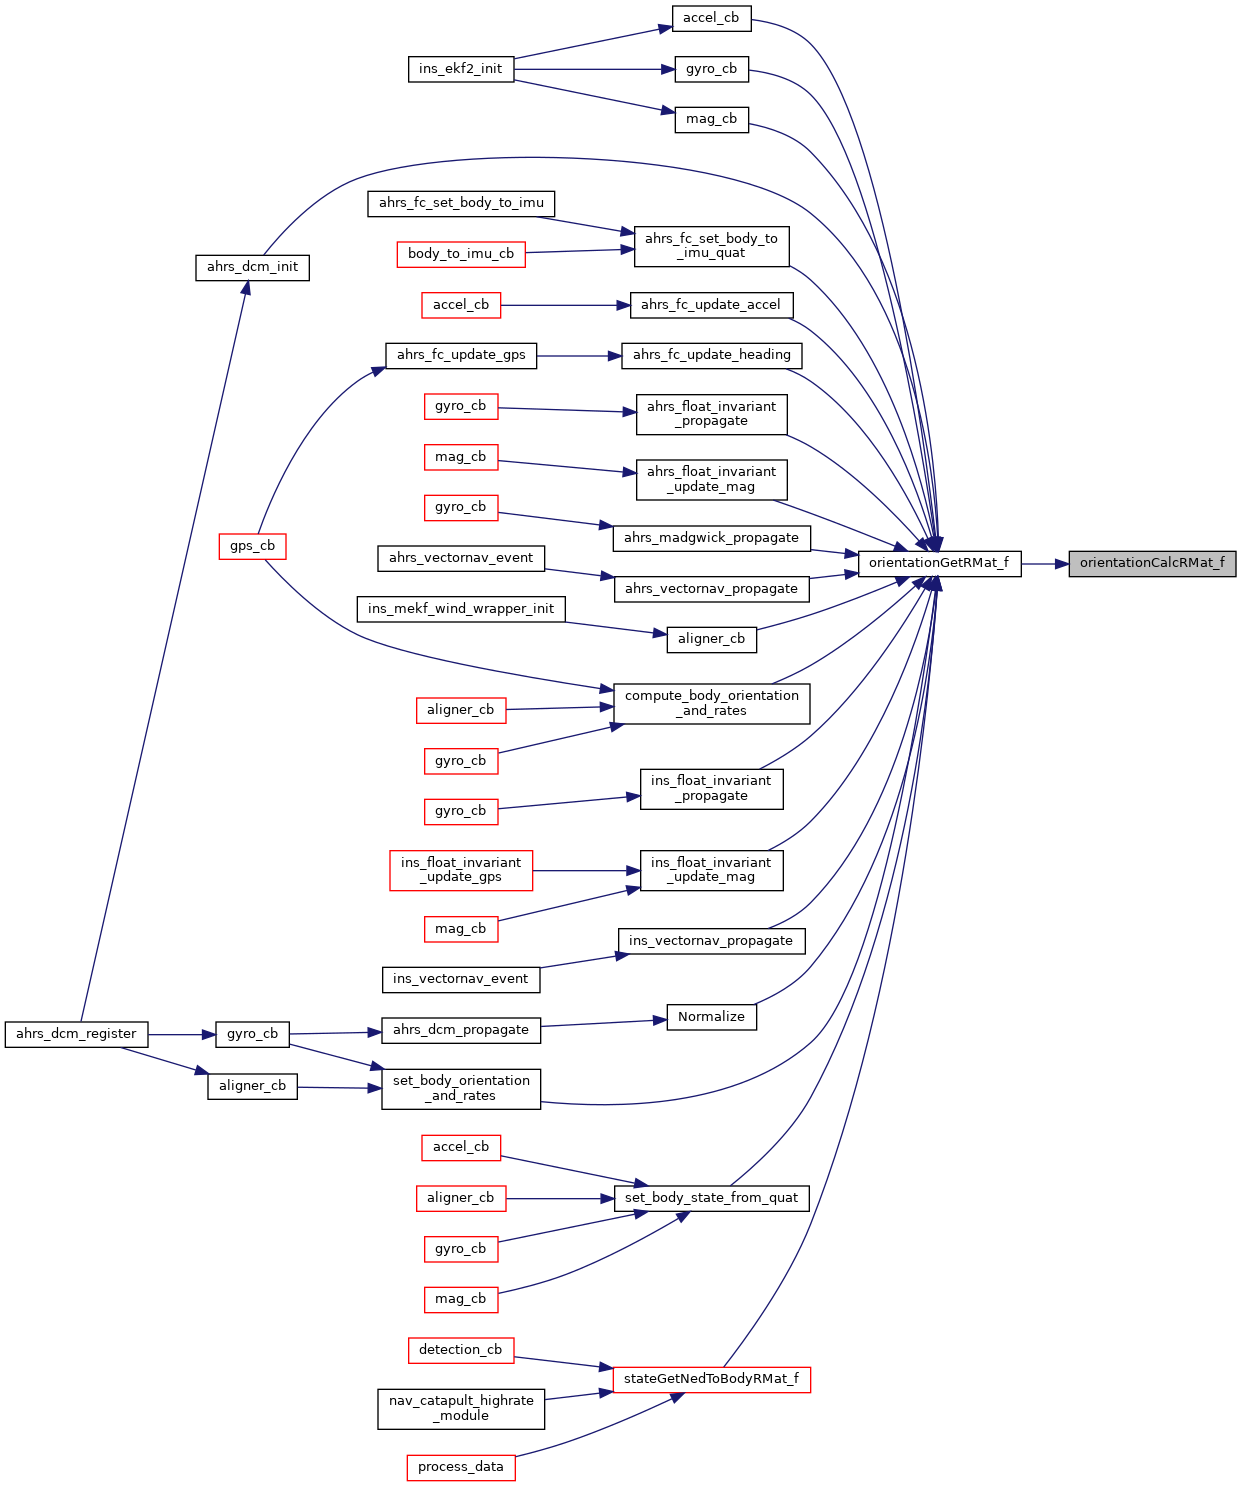 accel_cb
ins_ekf2_init
gyro_cb
mag_cb
ahrs_fc_set_body_to_imu
ahrs_fc_set_body_to
_imu_quat
body_to_imu_cb
ahrs_dcm_init
accel_cb
ahrs_fc_update_accel
ahrs_fc_update_gps
ahrs_fc_update_heading
gyro_cb
ahrs_float_invariant
_propagate
mag_cb
ahrs_float_invariant
_update_mag
gyro_cb
ahrs_madgwick_propagate
gps_cb
ahrs_vectornav_event
orientationGetRMat_f
orientationCalcRMat_f
ahrs_vectornav_propagate
ins_mekf_wind_wrapper_init
aligner_cb
compute_body_orientation
_and_rates
aligner_cb
gyro_cb
ins_float_invariant
_propagate
gyro_cb
ins_float_invariant
_update_gps
ins_float_invariant
_update_mag
mag_cb
ins_vectornav_propagate
ins_vectornav_event
Normalize
ahrs_dcm_register
gyro_cb
ahrs_dcm_propagate
aligner_cb
set_body_orientation
_and_rates
accel_cb
aligner_cb
set_body_state_from_quat
gyro_cb
mag_cb
detection_cb
stateGetNedToBodyRMat_f
nav_catapult_highrate
_module
process_data